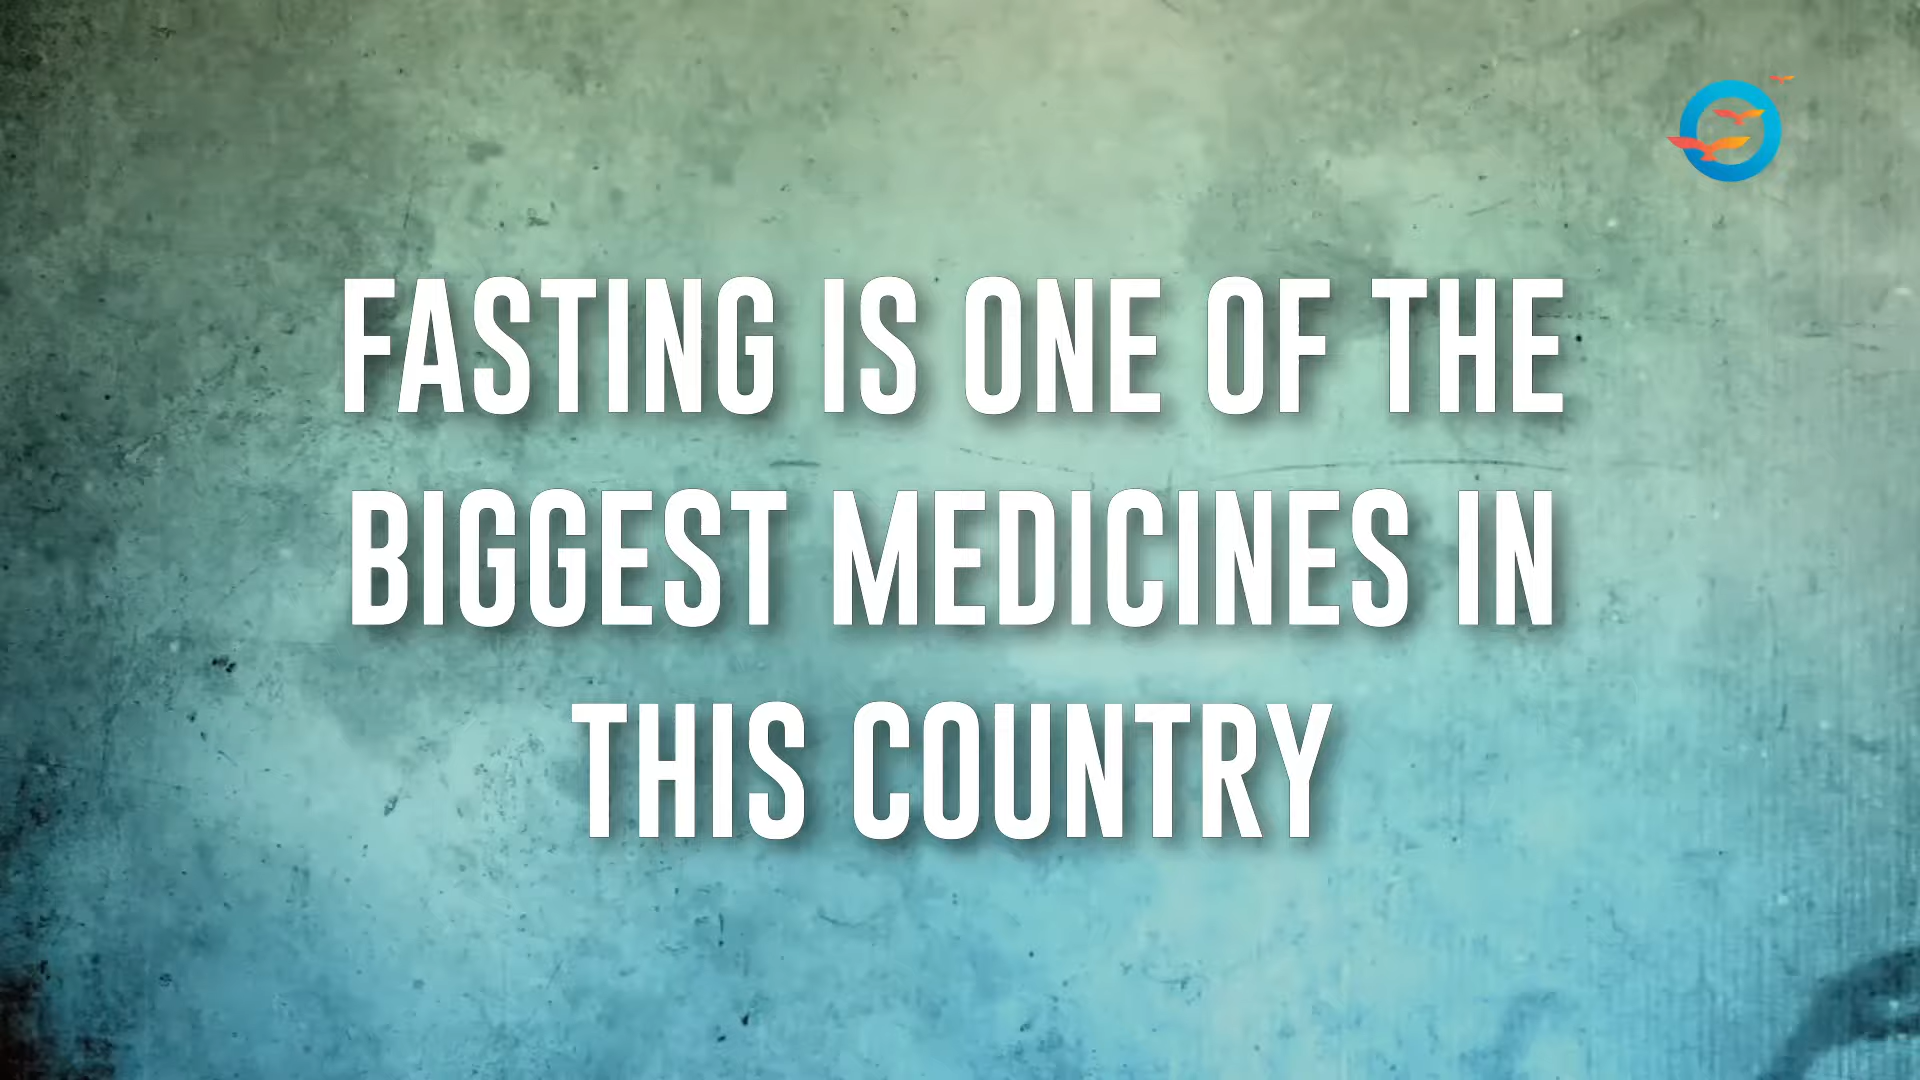 FASTING IS ONE OF THE
BIGGEST MEDICINES IN
THIS COUNTRY